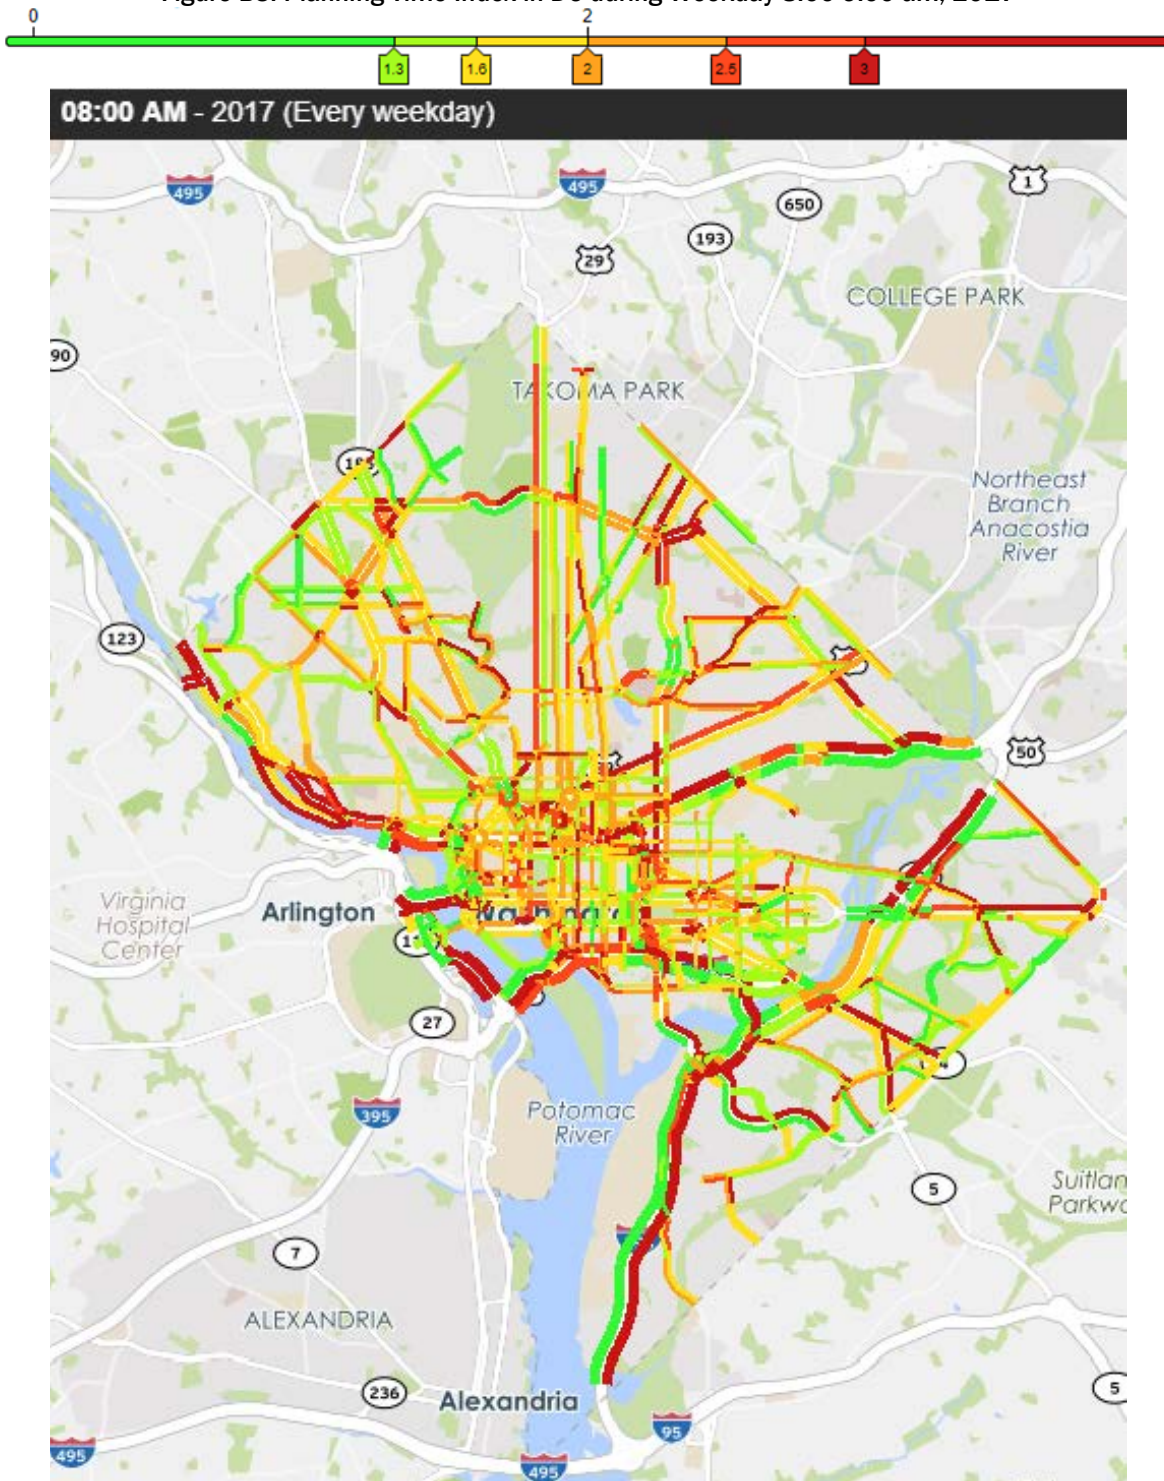 0 2
1.3 1.6 2 2.5 3
08:00 AM - 2017 (Every weekday)
495
495
1
650
193
29
COLLEGE PARK
90
TAKOMA PARK
Northeast
Branch
Anacostia
River
123
50
Virginia
Hospital
Center
Arlington
Washington
27
4
395
Potomac
River
5
Suitlan
Parkwa
7
ALEXANDRIA
236
Alexandria
5
95
495
495